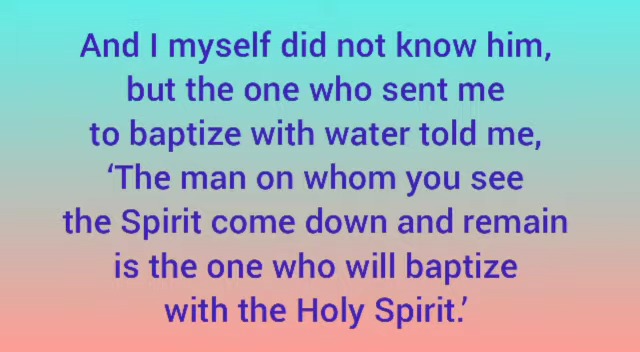 And I myself did not know him,
but the one who sent me
to baptize with water told me,
‘The man on whom you see
the Spirit come down and remain
is the one who will baptize
with the Holy Spirit.’